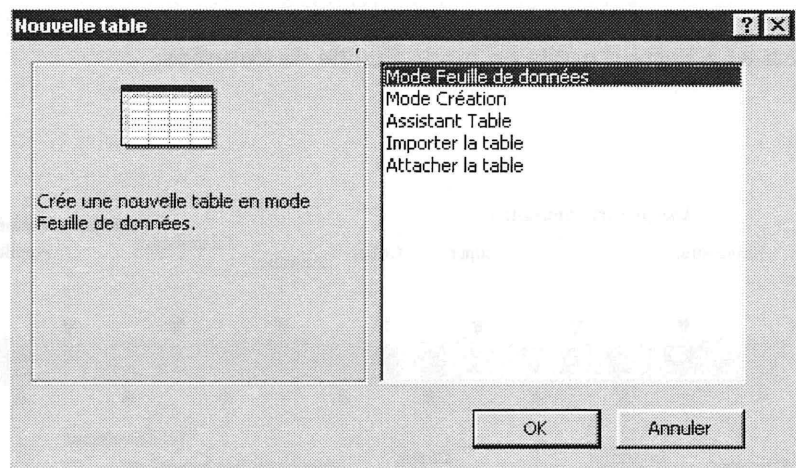 Nouvelle table
Mode Feuille de données
Mode Création
Assistant Table
Importer la table
Attacher la table
Crée une nouvelle table en mode
Feuille de données.
OK
Annuler